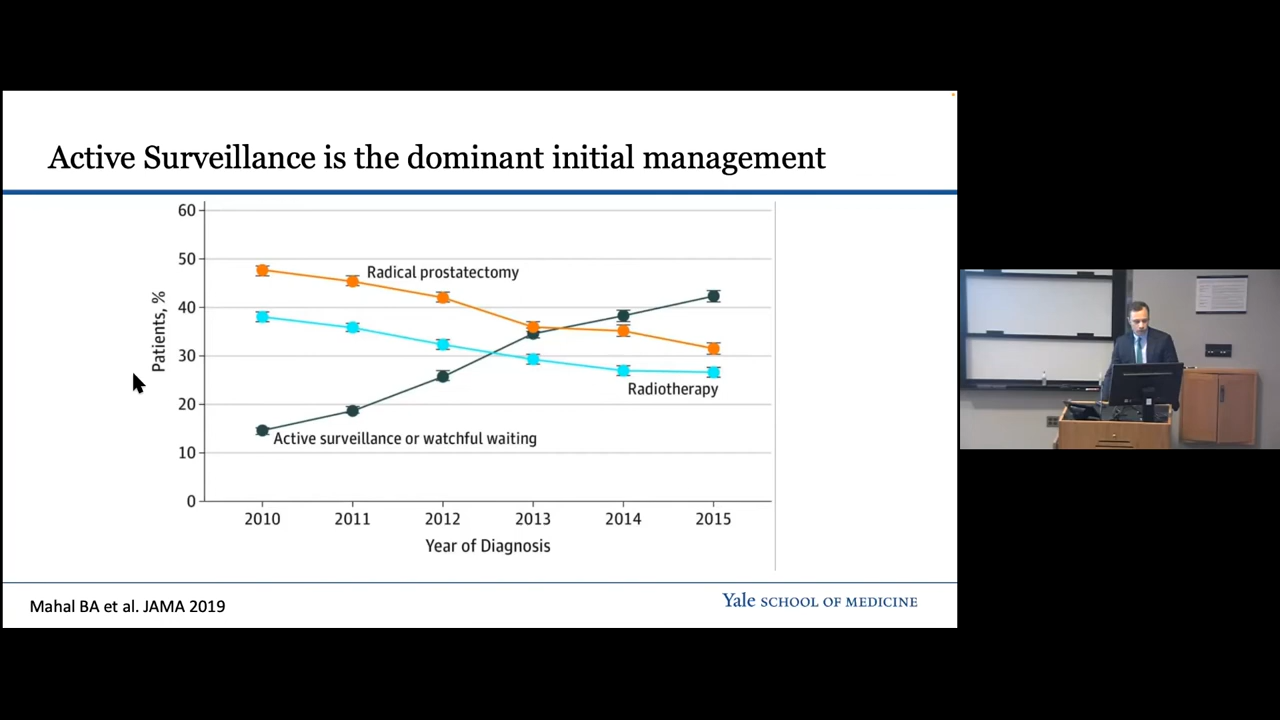 Active Surveillance is the dominant initial management
60
50
40
30
20
10
0
Patients, %
Radical prostatectomy
Radiotherapy
Active surveillance or watchful waiting
2010 2011 2012 2013 2014 2015
Year of Diagnosis
Mahal BA et al. JAMA 2019
Yale SCHOOL OF MEDICINE